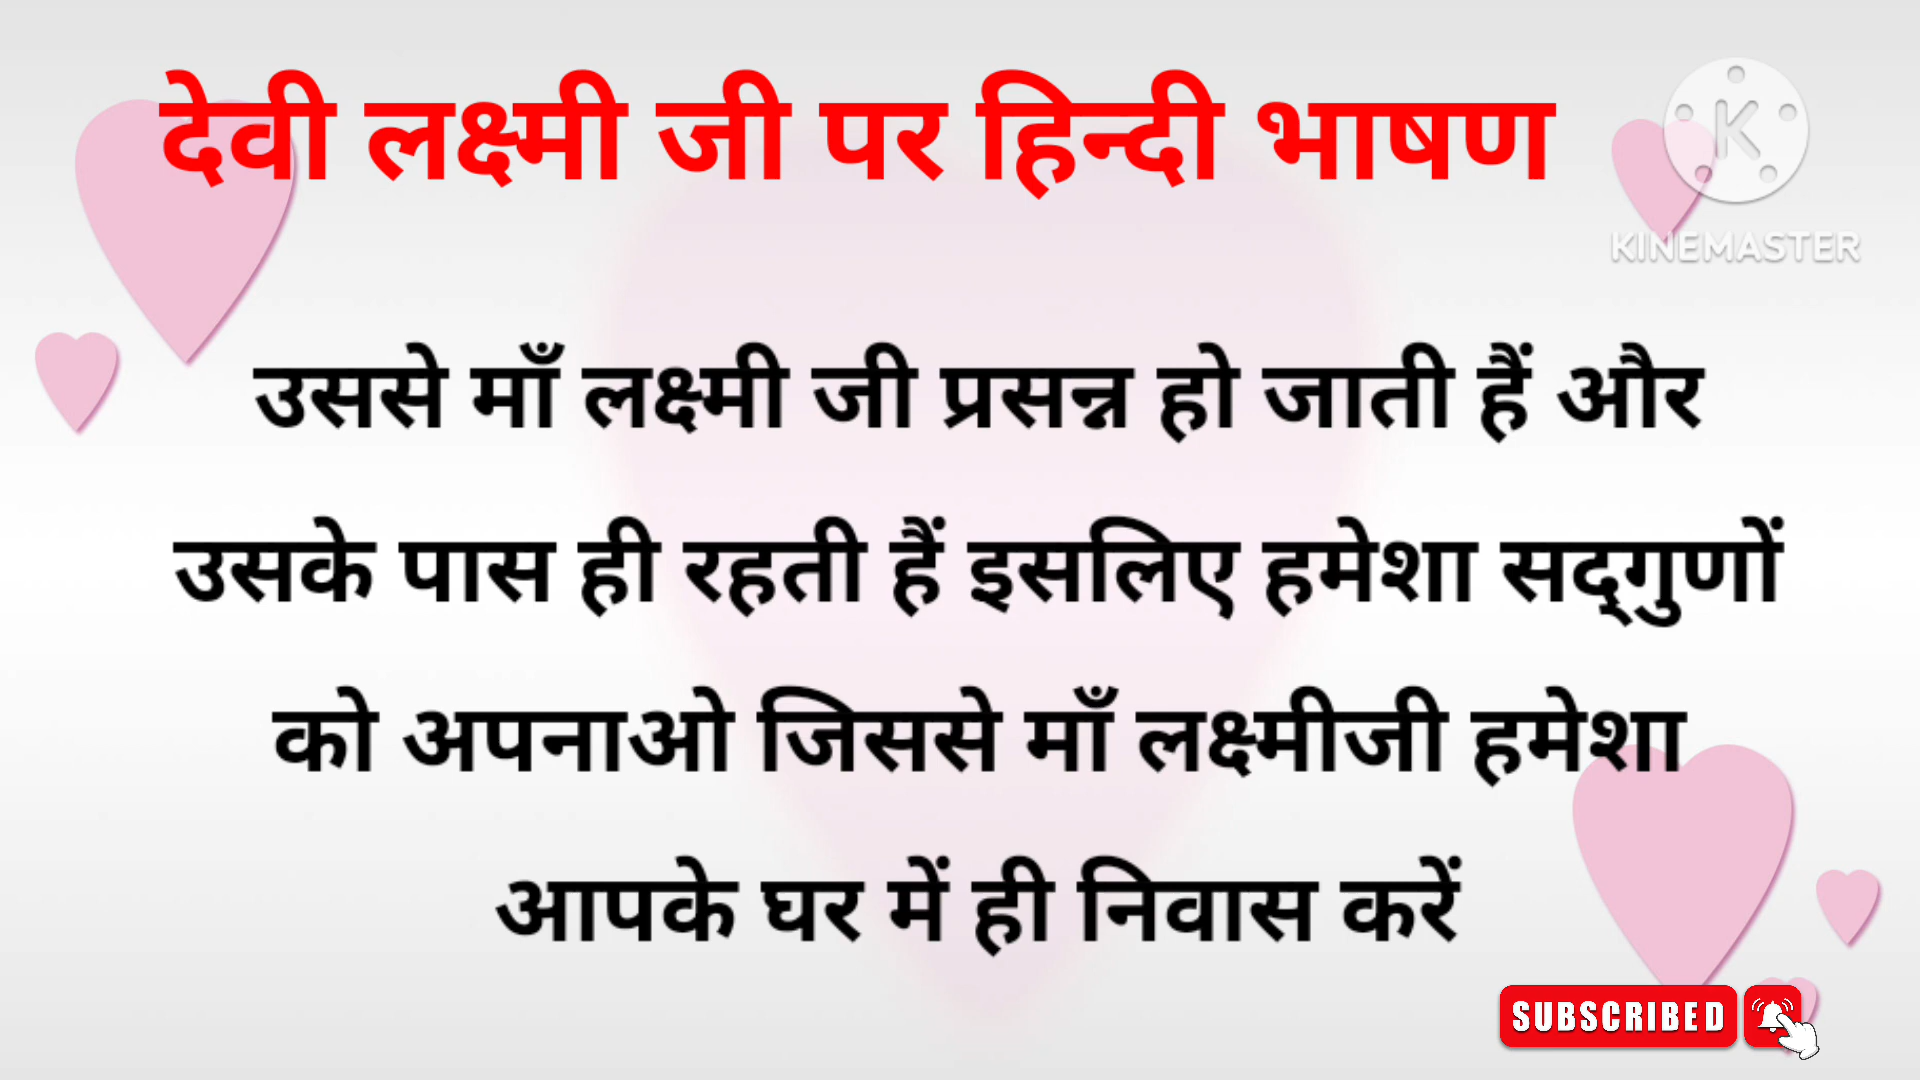 देवी लक्ष्मी जी पर हिन्दी भाषण
K
KINEMASTER
उससे माँ लक्ष्मी जी प्रसन्न हो जाती हैं और
उसके पास ही रहती हैं इसलिए हमेशा सद्‌गुणों
को अपनाओ जिससे माँ लक्ष्मीजी हमेशा
आपके घर में ही निवास करें
SUBSCRIBED